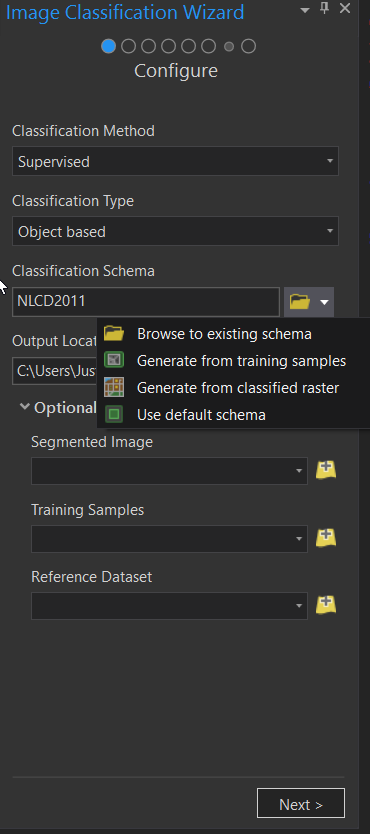 Image Classification Wizard
Configure
Classification Method
Supervised
Classification Type
Object based
Classification Schema
NLCD2011
Browse to existing schema
Output Locat
Generate from training samples
C:\Users\Jus
Generate from classified raster
Optional
Use default schema
Segmented Image
Training Samples
Reference Dataset
Next >